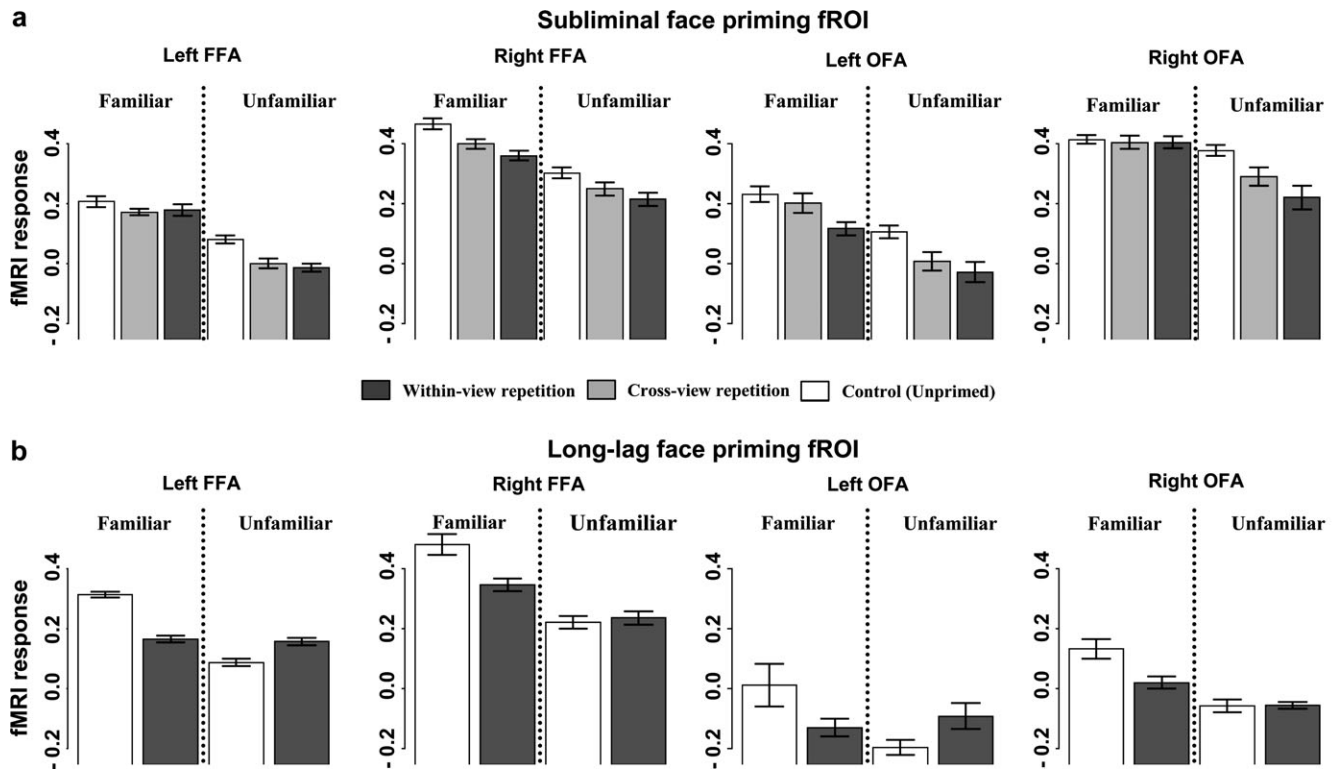 a
Subliminal face priming fROI
Left FFA
Right FFA
Left OFA
Right OFA
Familiar
Unfamiliar
Familiar
Unfamiliar
Familiar
Unfamiliar
Familiar
Unfamiliar
fMRI response
0.4
0.2
0.0
- 0.2
0.4
0.2
0.0
- 0.2
0.4
0.2
0.0
- 0.2
0.4
0.2
0.0
- 0.2
Within-view repetition
Cross-view repetition
Control (Unprimed)
b
Long-lag face priming fROI
Left FFA
Right FFA
Left OFA
Right OFA
Familiar
Unfamiliar
Familiar
Unfamiliar
Familiar
Unfamiliar
Familiar
Unfamiliar
fMRI response
0.4
0.2
0.0
- 0.2
0.4
0.2
0.0
- 0.2
0.4
0.2
0.0
- 0.2
0.4
0.2
0.0
- 0.2